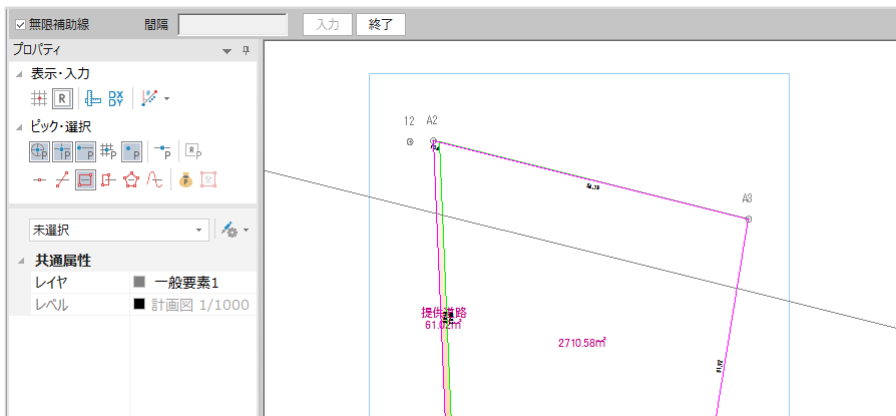 無限補助線 間隔 入力 終了
プロパティ
表示・入力
R DX DY
ピック・選択
P P P P P P R P
未選択
共通属性
レイヤ 一般要素1
レベル 計画図 1/1000
12 A2
A3
提供道路
61.02㎡
2710.58㎡